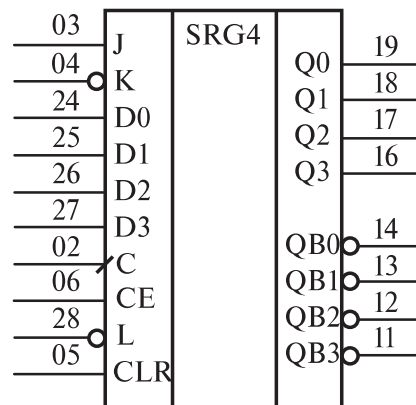 03 J SRG4 Q0 19
04 K Q1 18
24 D0 Q2 17
25 D1 Q3 16
26 D2
27 D3 QB0 14
02 C QB1 13
06 CE QB2 12
28 L QB3 11
05 CLR